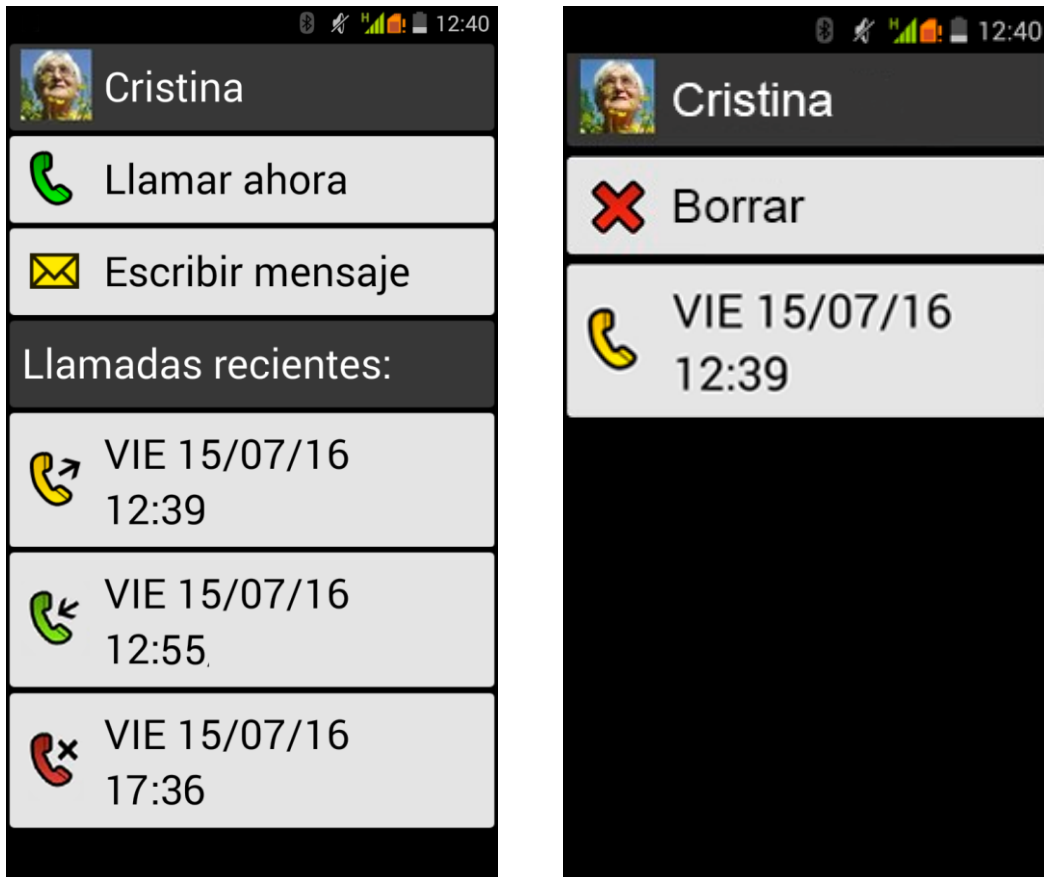 H 12:40
Cristina
Llamar ahora
Escribir mensaje
Llamadas recientes:
VIE 15/07/16
12:39
VIE 15/07/16
12:55,
VIE 15/07/16
17:36
H 12:40
Cristina
Borrar
VIE 15/07/16
12:39